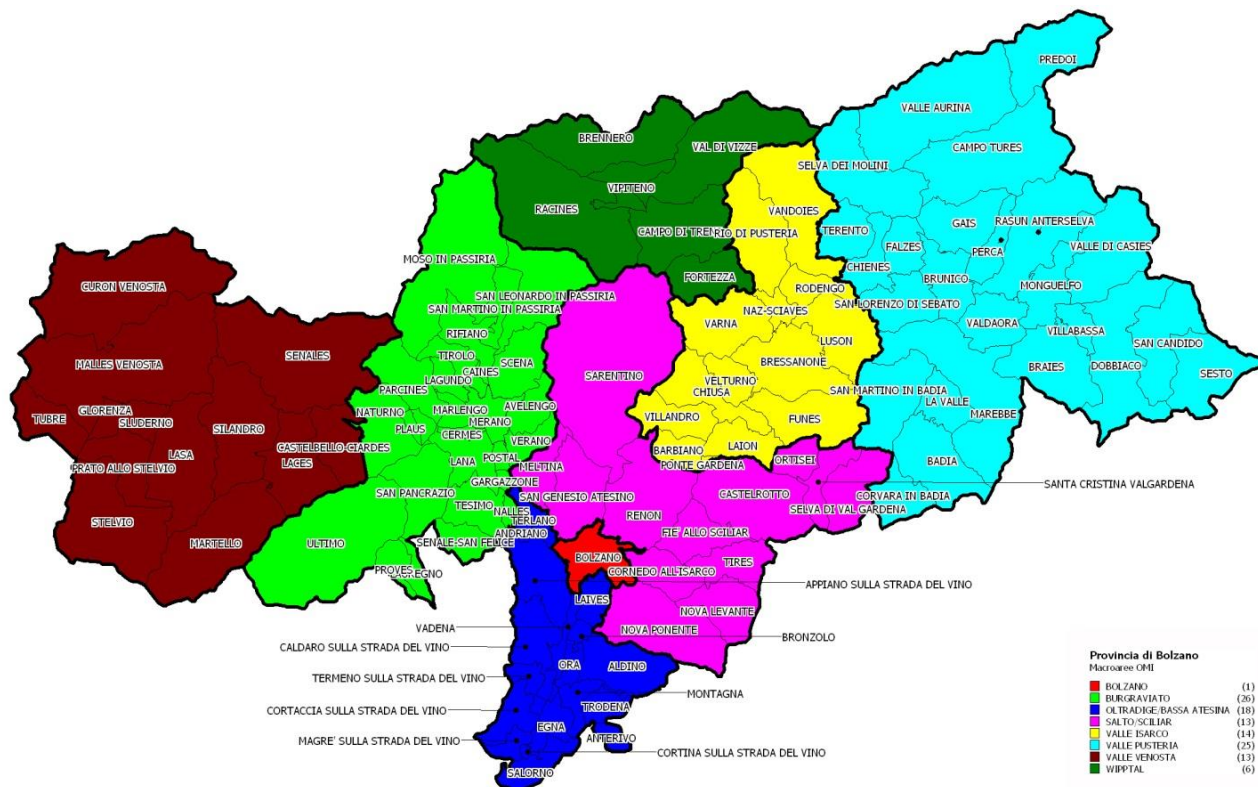 PREDOI
VALLE AURINA
BRENNERO
VAL DI VIZZE
CAMPO TURES
SELVA DEI MOLINI
VIPITENO
RACINES
VANDOIES
GAIS
RASUN ANTERSELVA
CAMPO DI TREN
RIO DI PUSTERIA
TERENTO
FALZES
PERCA
VALLE DI CASIES
MOSO IN PASSIRIA
CHIENES
FORTEZZA
BRUNICO
MONGUELFO
CURON VENOSTA
SAN LEONARDO IN PASSIRIA
RODENGO
SAN LORENZO DI SEBATO
SAN MARTINO IN PASSIRIA
NAZ-SCIAVES
VARNA
VALDAORA
VILLABASSA
RIFIANO
LUSON
SAN CANDIDO
SENALES
TIROLO
SCENA
BRESSANONE
MALLES VENOSTA
CAINES
BRAIES
DOBBIACO
SESTO
SARENTINO
LAGUNDO
VELTURNO
PARCINES
CHIUSA
SAN MARTINO IN BADIA
LA VALLE
GLORENZA
NATURNO
MARLENGO
AVELENGO
VILLANDRO
FUNES
MAREBBE
TUBRE
SLUDERNO
SILANDRO
PLAUS
MERANO
CERMES
VERANO
CASTELBELLO-CIARDES
LAION
BARBIANO
ORTISEI
LASA
LACES
LANA
POSTAL
MELTINA
PONTE GARDENA
BADIA
PRATO ALLO STELVIO
GARGAZZONE
SANTA CRISTINA VALGARDENA
SAN PANCRAZIO
SAN GENESIO ATESINO
CASTELROTTO
CORVARA IN BADIA
TESIMO
NALLES
SELVA DI VAL GARDENA
STELVIO
TERLANO
RENON
ANDRIANO
FIE' ALLO SCILIAR
ULTIMO
MARTELLO
SENALE-SAN FELICE
BOLZANO
TIRES
PROVES
CORNEDO ALL'ISARCO
APPIANO SULLA STRADA DEL VINO
LAIVES
NOVA LEVANTE
VADENA
NOVA PONENTE
BRONZOLO
CALDARO SULLA STRADA DEL VINO
ORA
ALDINO
TERMENO SULLA STRADA DEL VINO
MONTAGNA
TRODENA
CORTACCIA SULLA STRADA DEL VINO
EGNA
MAGRE' SULLA STRADA DEL VINO
ANTERIVO
CORTINA SULLA STRADA DEL VINO
SALORNO
Provincia di Bolzano
Macroaree OMI
BOLZANO (1)
BURGRAVIATO (26)
OLTRADIGE/BASSA ATESINA (18)
SALTO/SCILIAR (13)
VALLE ISARCO (14)
VALLE PUSTERIA (25)
VALLE VENOSTA (13)
WIPPTAL (6)